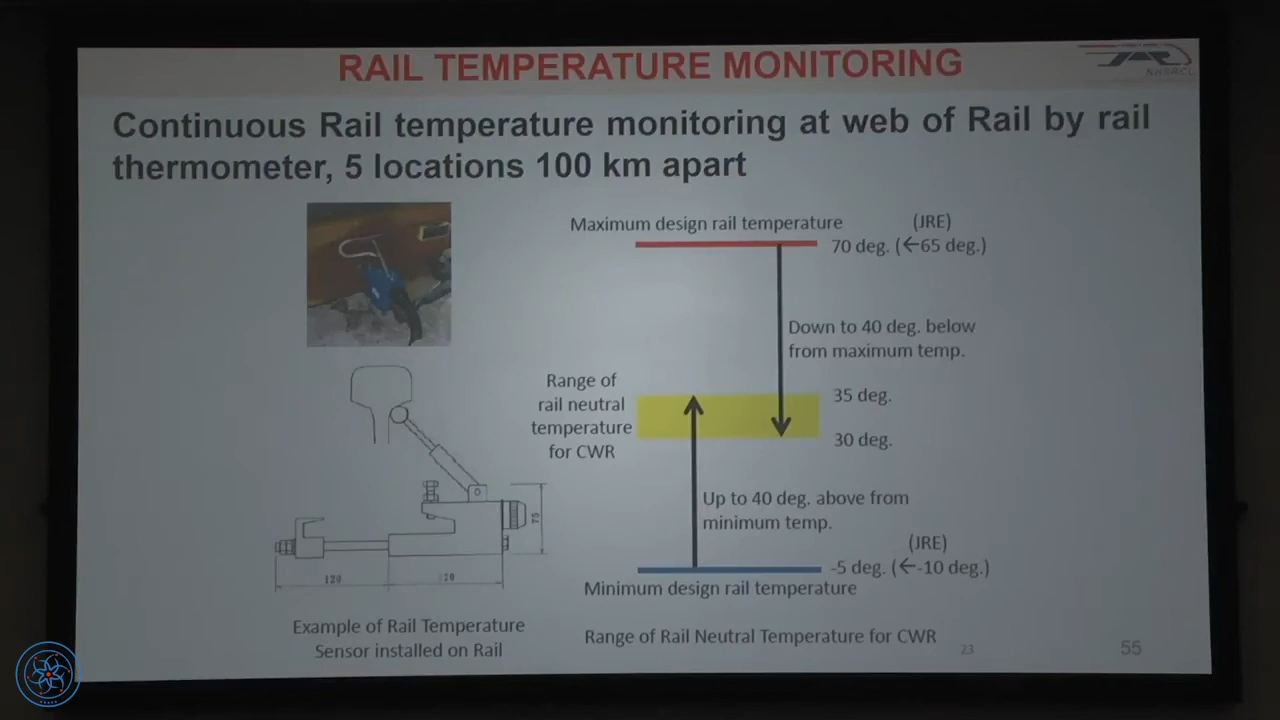 RAIL TEMPERATURE MONITORING
NHSRCL
Continuous Rail temperature monitoring at web of Rail by rail
thermometer, 5 locations 100 km apart
Maximum design rail temperature
(JRE)
70 deg. (←65 deg.)
Down to 40 deg. below
from maximum temp.
Range of
rail neutral
temperature
for CWR
35 deg.
30 deg.
Up to 40 deg. above from
minimum temp.
(JRE)
-5 deg. (←-10 deg.)
Minimum design rail temperature
75
120
Example of Rail Temperature
Sensor installed on Rail
Range of Rail Neutral Temperature for CWR
23
55